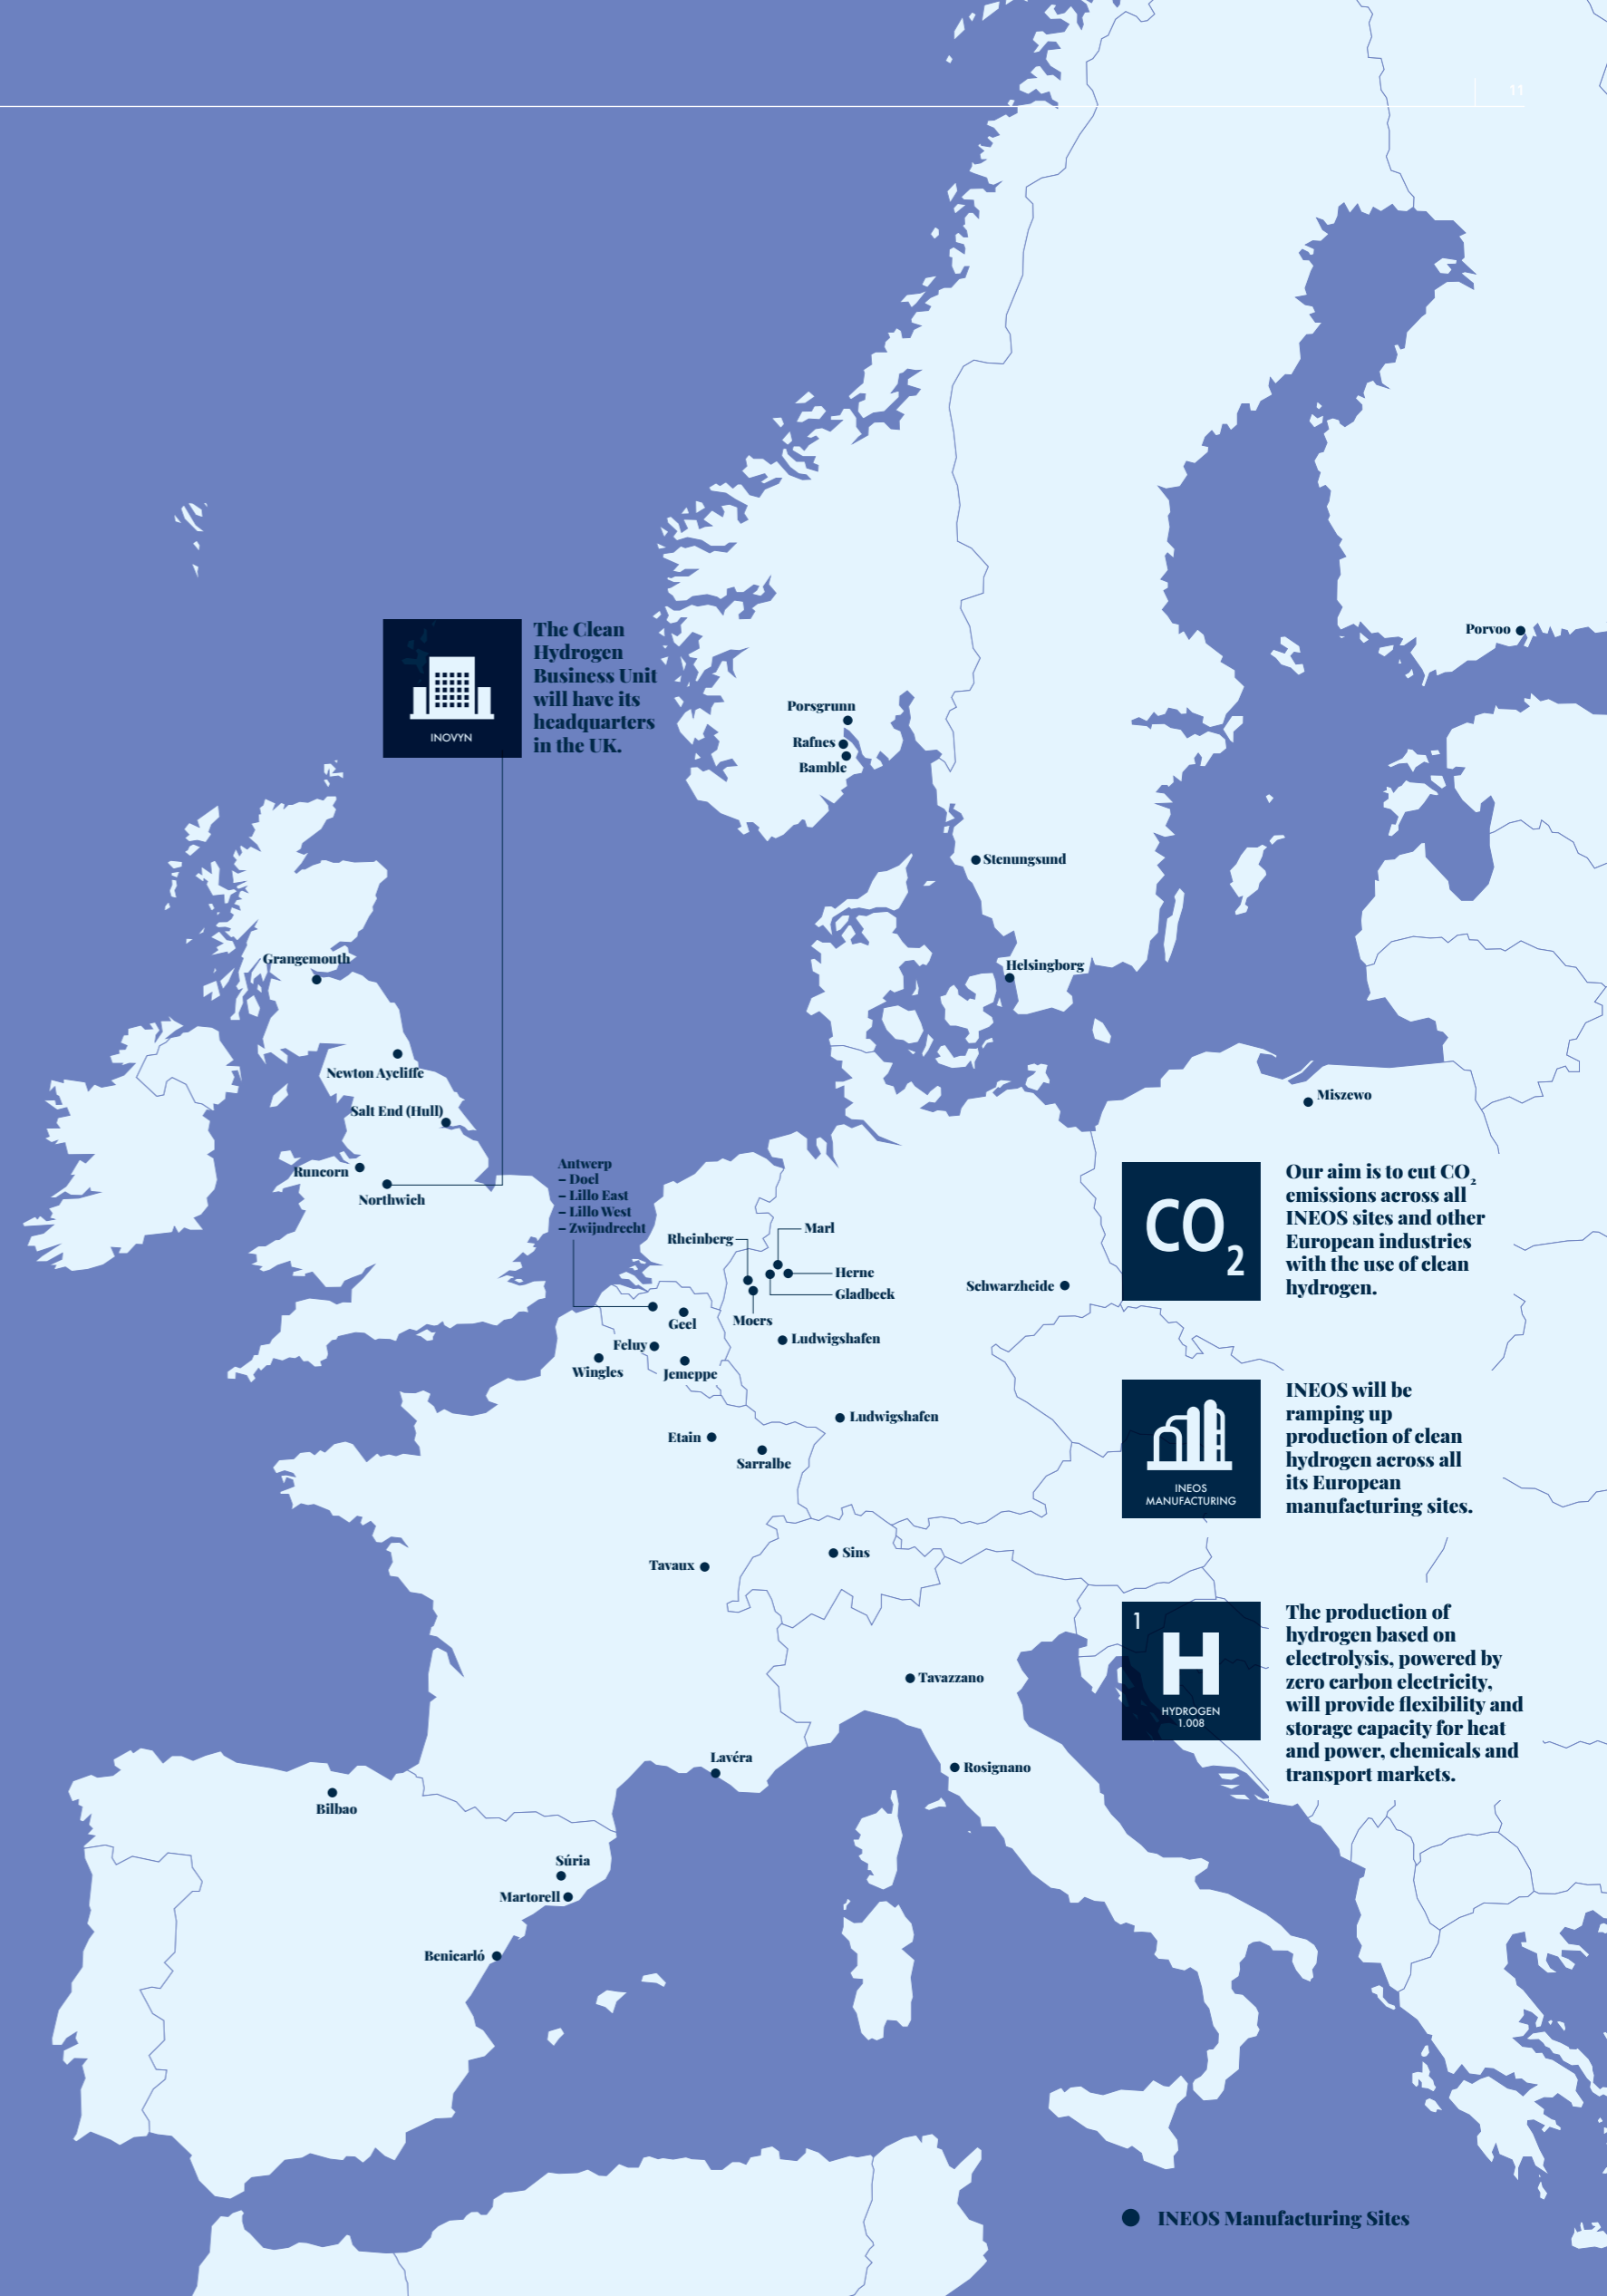 11
Porvoo
The Clean
Hydrogen
Business Unit
will have its
headquarters
in the UK.
INOVYN
Porsgrunn
Rafnes
Bamble
Stenungsund
Grangemouth
Helsingborg
Newton Aycliffe
Miszewo
Salt End (Hull)
Runcorn
Northwich
Antwerp
– Doel
– Lillo East
– Lillo West
– Zwijndrecht
CO2
Our aim is to cut CO2
emissions across all
INEOS sites and other
European industries
with the use of clean
hydrogen.
Marl
Rheinberg
Herne
Gladbeck
Schwarzheide
Moers
Geel
Ludwigshafen
Feluy
Wingles
Jemeppe
Ludwigshafen
Etain
Sarralbe
INEOS
MANUFACTURING
INEOS will be
ramping up
production of clean
hydrogen across all
its European
manufacturing sites.
Sins
Tavaux
1
H
HYDROGEN
1.008
The production of
hydrogen based on
electrolysis, powered by
zero carbon electricity,
will provide flexibility and
storage capacity for heat
and power, chemicals and
transport markets.
Tavazzano
Lavéra
Rosignano
Bilbao
Súria
Martorell
Benicarló
INEOS Manufacturing Sites